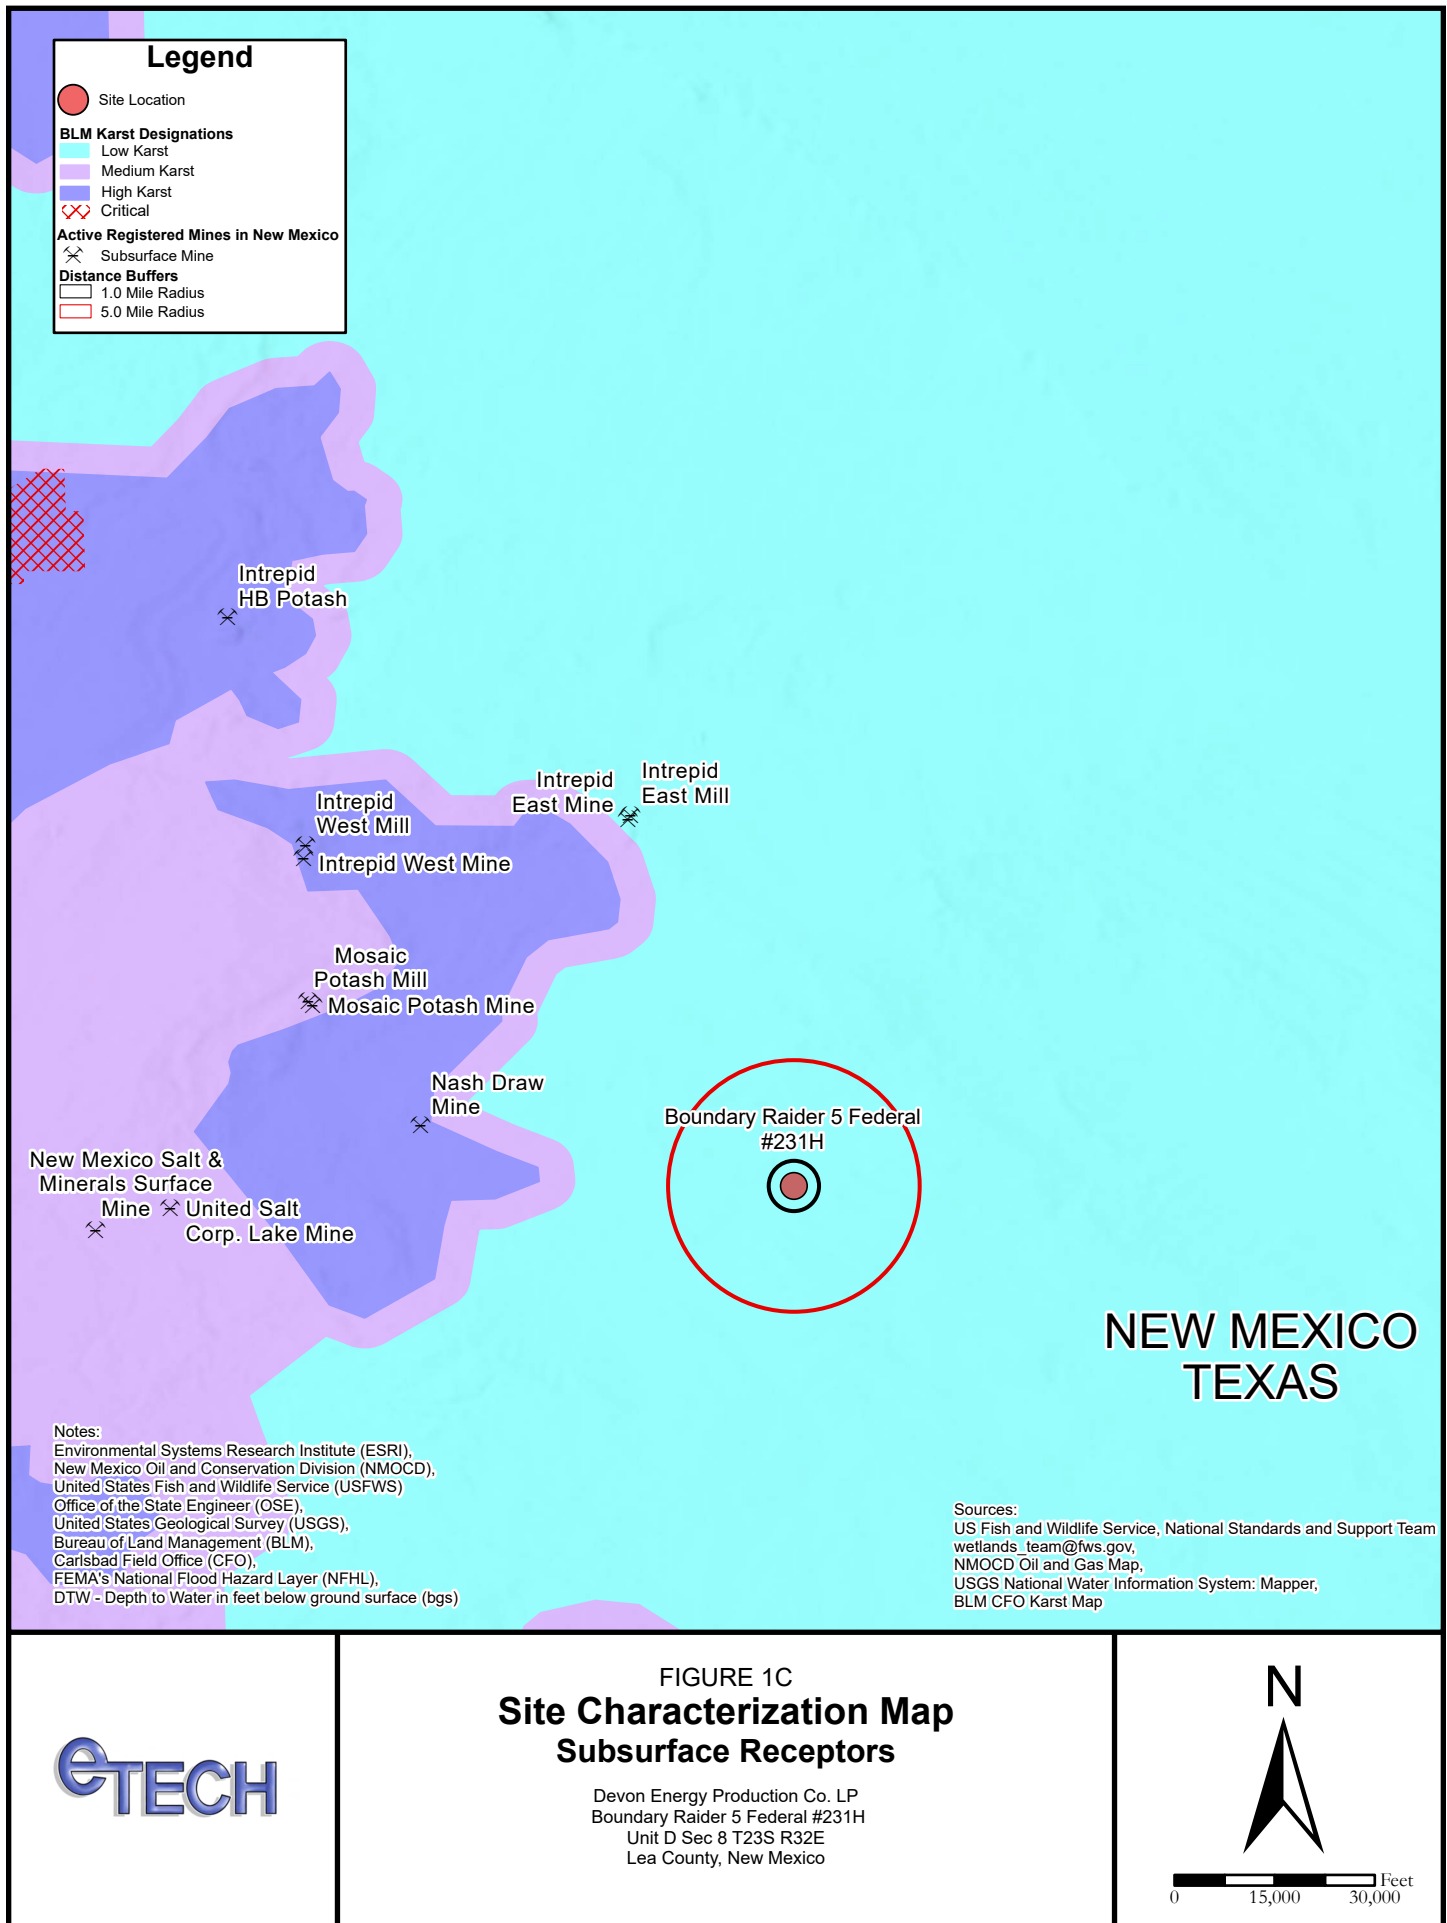 Legend
Site Location
BLM Karst Designations
Low Karst
Medium Karst
High Karst
Critical
Active Registered Mines in New Mexico
Subsurface Mine
Distance Buffers
1.0 Mile Radius
5.0 Mile Radius
Intrepid
HB Potash
Intrepid
East Mine
Intrepid
East Mill
Intrepid
West Mill
Intrepid West Mine
Mosaic
Potash Mill
Mosaic Potash Mine
Nash Draw
Mine
Boundary Raider 5 Federal
#231H
New Mexico Salt &
Minerals Surface
Mine
United Salt
Corp. Lake Mine
NEW MEXICO
TEXAS
Notes:
Environmental Systems Research Institute (ESRI),
New Mexico Oil and Conservation Division (NMOCD),
United States Fish and Wildlife Service (USFWS)
Office of the State Engineer (OSE),
United States Geological Survey (USGS),
Bureau of Land Management (BLM),
Carlsbad Field Office (CFO),
FEMA's National Flood Hazard Layer (NFHL),
DTW - Depth to Water in feet below ground surface (bgs)
Sources:
US Fish and Wildlife Service, National Standards and Support Team
wetlands_team@fws.gov,
NMOCD Oil and Gas Map,
USGS National Water Information System: Mapper,
BLM CFO Karst Map
eTECH
FIGURE 1C
Site Characterization Map
Subsurface Receptors
Devon Energy Production Co. LP
Boundary Raider 5 Federal #231H
Unit D Sec 8 T23S R32E
Lea County, New Mexico
N
Feet
0 15,000 30,000